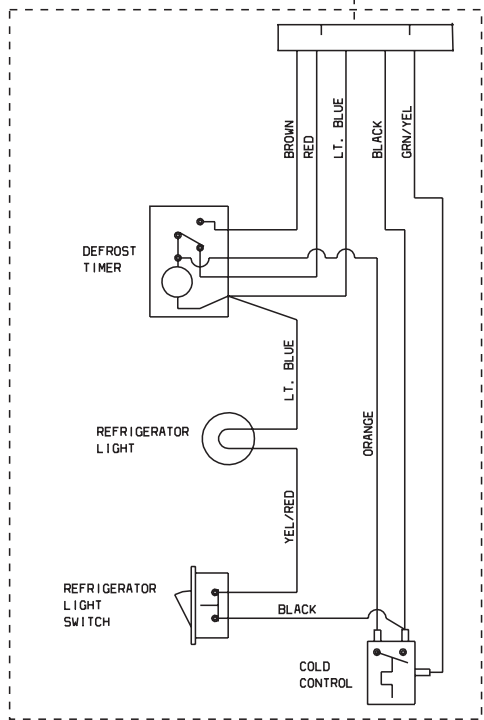 BROWN
RED
LT. BLUE
BLACK
GRN/YEL
DEFROST
TIMER
LT. BLUE
REFRIGERATOR
LIGHT
ORANGE
YEL/RED
REFRIGERATOR
LIGHT
SWITCH
BLACK
COLD
CONTROL